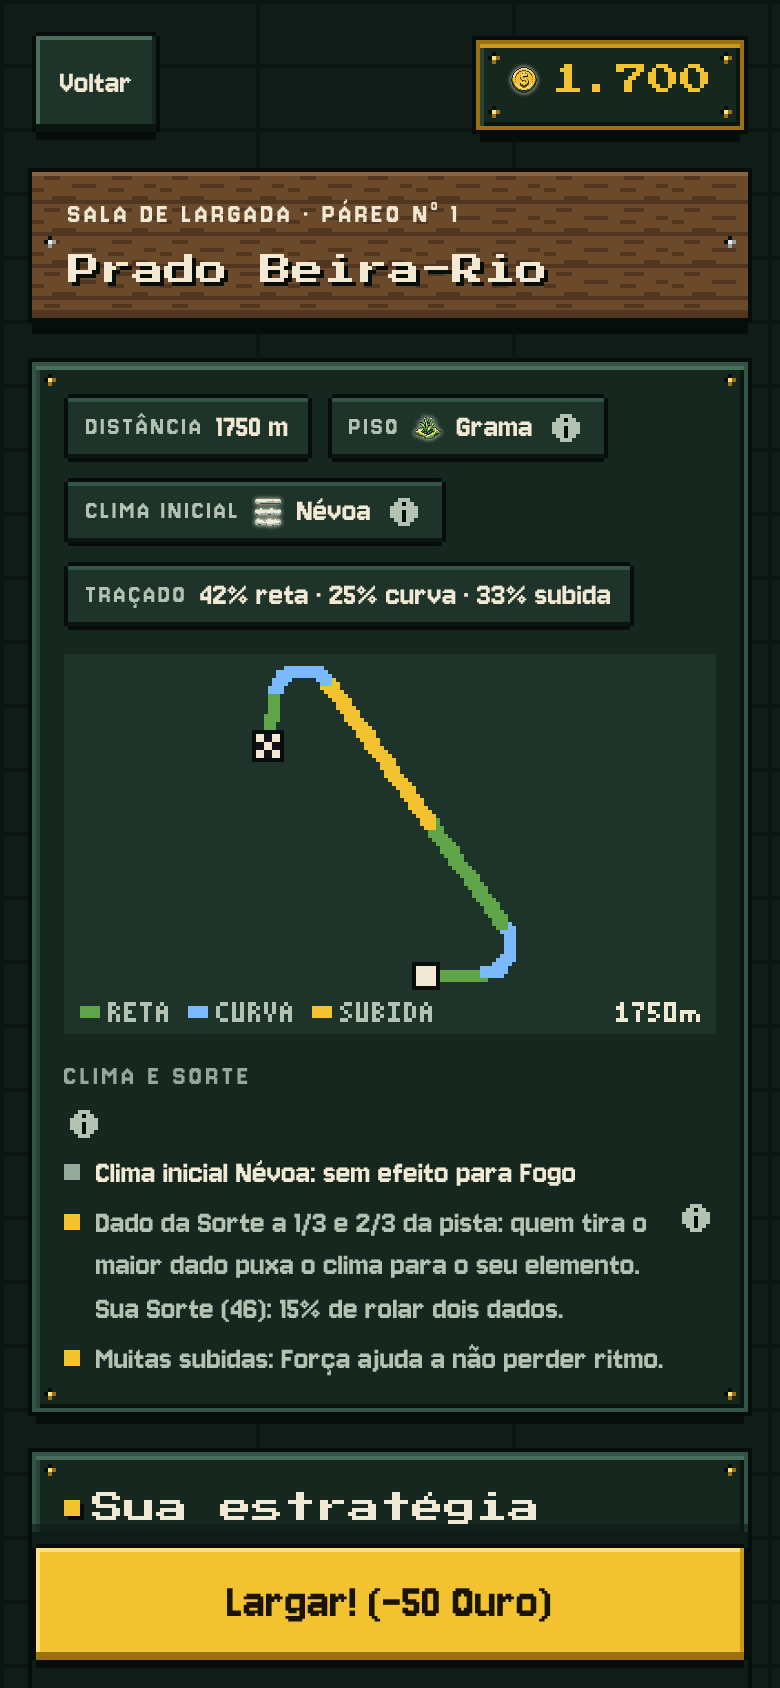 Voltar
1.700
SALA DE LARGADA · PÁREO Nº 1
Prado Beira-Rio
DISTÂNCIA 1750 m
PISO Grama
CLIMA INICIAL Névoa
TRAÇADO 42% reta · 25% curva · 33% subida
RETA CURVA SUBIDA 1750m
CLIMA E SORTE
Clima inicial Névoa: sem efeito para Fogo
Dado da Sorte a 1/3 e 2/3 da pista: quem tira o
maior dado puxa o clima para o seu elemento.
Sua Sorte (46): 15% de rolar dois dados.
Muitas subidas: Força ajuda a não perder ritmo.
Sua estratégia
Largar! (-50 Ouro)